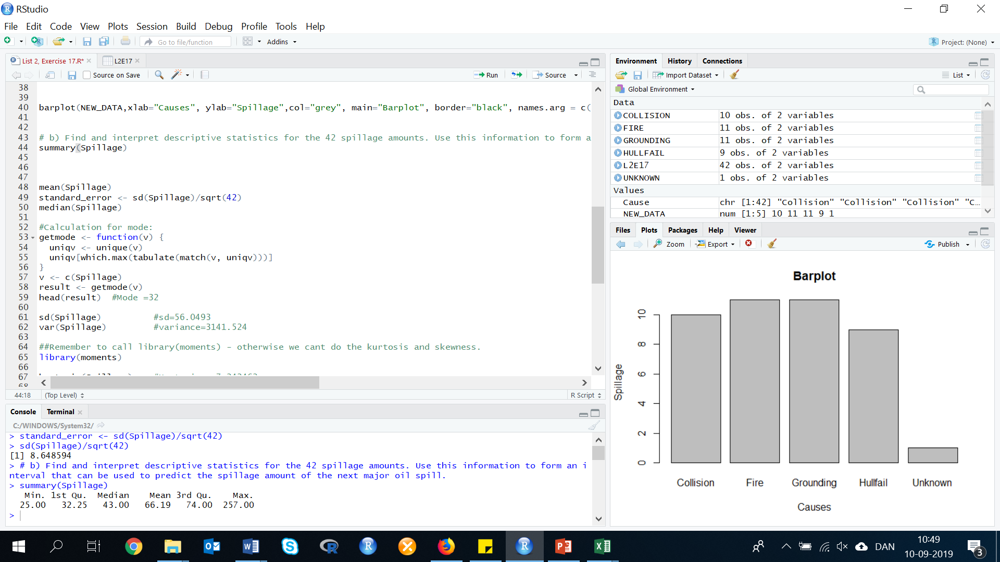 RStudio
File Edit Code View Plots Session Build Debug Profile Tools Help
Go to file/function Addins Project: (None)
List 2, Exercise 17.R* L2E17
Source on Save Run Source
38
39
40 barplot(NEW_DATA,xlab="Causes", ylab="Spillage",col="grey", main="Barplot", border="black", names.arg = c(
41
42
43 # b) Find and interpret descriptive statistics for the 42 spillage amounts. Use this information to form a
44 summary(Spillage)
45
46
47
48 mean(Spillage)
49 standard_error <- sd(Spillage)/sqrt(42)
50 median(Spillage)
51
52 #Calculation for mode:
53 getmode <- function(v) {
54 uniqv <- unique(v)
55 uniqv[which.max(tabulate(match(v, uniqv)))]
56 }
57 v <- c(Spillage)
58 result <- getmode(v)
59 head(result) #Mode =32
60
61 sd(Spillage) #sd=56.0493
62 var(Spillage) #variance=3141.524
63
64 ##Remember to call library(moments) - otherwise we cant do the kurtosis and skewness.
65 library(moments)
66
67
68
44:18 (Top Level) R Script
Console Terminal
C:/WINDOWS/System32/
> standard_error <- sd(Spillage)/sqrt(42)
> sd(Spillage)/sqrt(42)
[1] 8.648594
> # b) Find and interpret descriptive statistics for the 42 spillage amounts. Use this information to form an i
nterval that can be used to predict the spillage amount of the next major oil spill.
> summary(Spillage)
Min. 1st Qu. Median Mean 3rd Qu. Max.
25.00 32.25 43.00 66.19 74.00 257.00
>
Environment History Connections
Import Dataset List
Global Environment
Data
COLLISION 10 obs. of 2 variables
FIRE 11 obs. of 2 variables
GROUNDING 11 obs. of 2 variables
HULLFAIL 9 obs. of 2 variables
L2E17 42 obs. of 2 variables
UNKNOWN 1 obs. of 2 variables
Values
Cause chr [1:42] "Collision" "Collision" "Collision" "C…
NEW_DATA num [1:5] 10 11 11 9 1
Files Plots Packages Help Viewer
Zoom Export Publish
Barplot
Spillage
10
8
6
4
2
0
Collision Fire Grounding Hullfail Unknown
Causes
DAN
10:49
10-09-2019
3